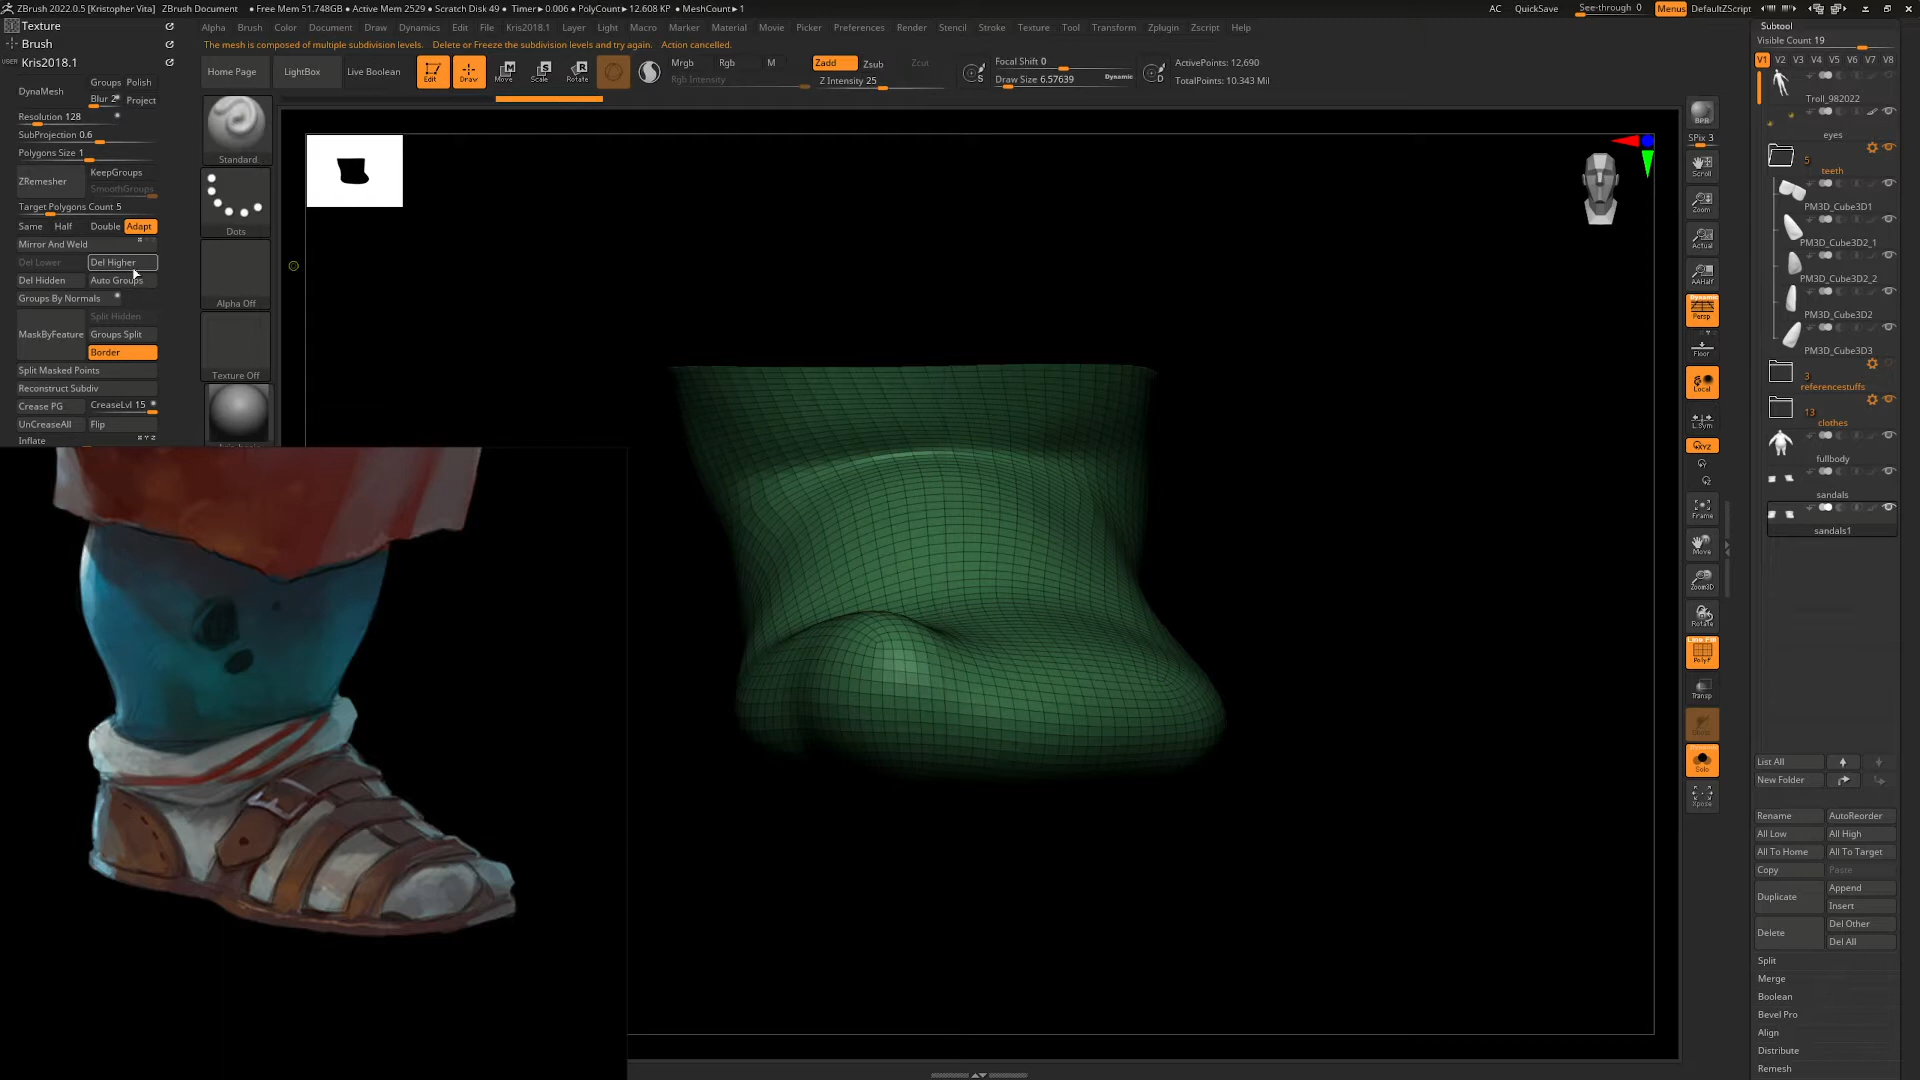 ZBrush 2022.0.5 [Kristopher Vita]   ZBrush Document   ● Free Mem 51.748GB ● Active Mem 2529 ● Scratch Disk 49 ● Timer▶0.006 ● PolyCount▶12.608 KP ● MeshCount▶1
AC QuickSave See-through 0 Menus DefaultZScript
Texture
Brush
USER Kris2018.1
Alpha Brush Color Document Draw Dynamics Edit File Kris2018.1 Layer Light Macro Marker Material Movie Picker Preferences Render Stencil Stroke Texture Tool Transform Zplugin Zscript Help
The mesh is composed of multiple subdivision levels. Delete or Freeze the subdivision levels and try again. Action cancelled.
Home Page LightBox Live Boolean
Edit Draw Move Scale Rotate
Mrgb Rgb M
Rgb Intensity
Zadd Zsub Zcut
Z Intensity 25
Focal Shift 0
Draw Size 6.57639 Dynamic
ActivePoints: 12,690
TotalPoints: 10.343 Mil
DynaMesh
Groups Polish
Blur 2 Project
Resolution 128
SubProjection 0.6
Polygons Size 1
ZRemesher
KeepGroups
SmoothGroups
Target Polygons Count 5
Same Half Double Adapt
Mirror And Weld
Del Lower Del Higher
Del Hidden Auto Groups
Groups By Normals
MaskByFeature
Split Hidden
Groups Split
Border
Split Masked Points
Reconstruct Subdiv
Crease PG CreaseLvl 15
UnCreaseAll Flip
Inflate
Standard
Dots
Alpha Off
Texture Off
BPR
SPix 3
Scroll
Zoom
Actual
AAHalf
Dynamic
Persp
Floor
Local
L.Sym
XYZ
Frame
Move
Zoom3D
Rotate
Line Fill
PolyF
Transp
Solo
Xpose
Subtool
Visible Count 19
V1 V2 V3 V4 V5 V6 V7 V8
Troll_982022
eyes
5
teeth
PM3D_Cube3D1
PM3D_Cube3D2_1
PM3D_Cube3D2_2
PM3D_Cube3D2
PM3D_Cube3D3
3
referencestuffs
13
clothes
fullbody
sandals
sandals1
List All
New Folder
Rename AutoReorder
All Low All High
All To Home All To Target
Copy Paste
Duplicate
Append
Insert
Delete
Del Other
Del All
Split
Merge
Boolean
Bevel Pro
Align
Distribute
Remesh